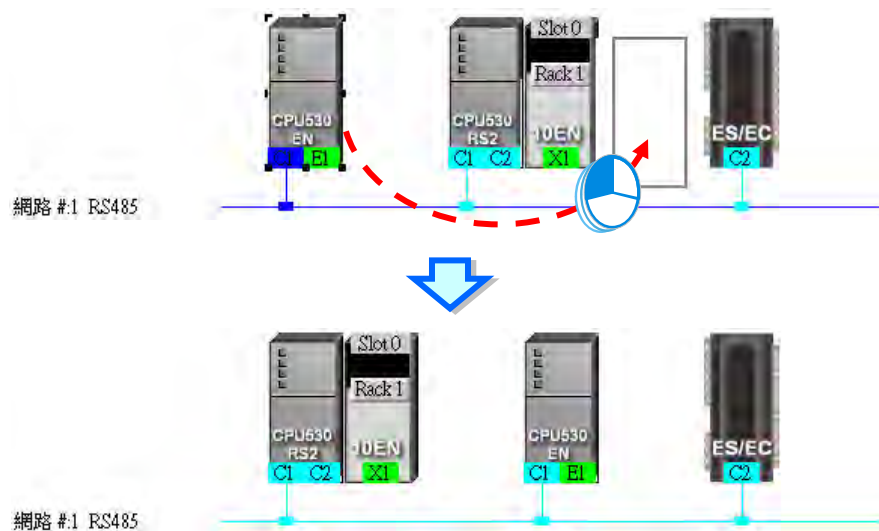 CPU530
EN
C1 E1
CPU530
RS2
C1 C2
Slot 0
Rack 1
10EN
X1
ES/EC
C2
網路 #:1 RS485
CPU530
RS2
C1 C2
Slot 0
Rack 1
10EN
X1
CPU530
EN
C1 E1
ES/EC
C2
網路 #:1 RS485